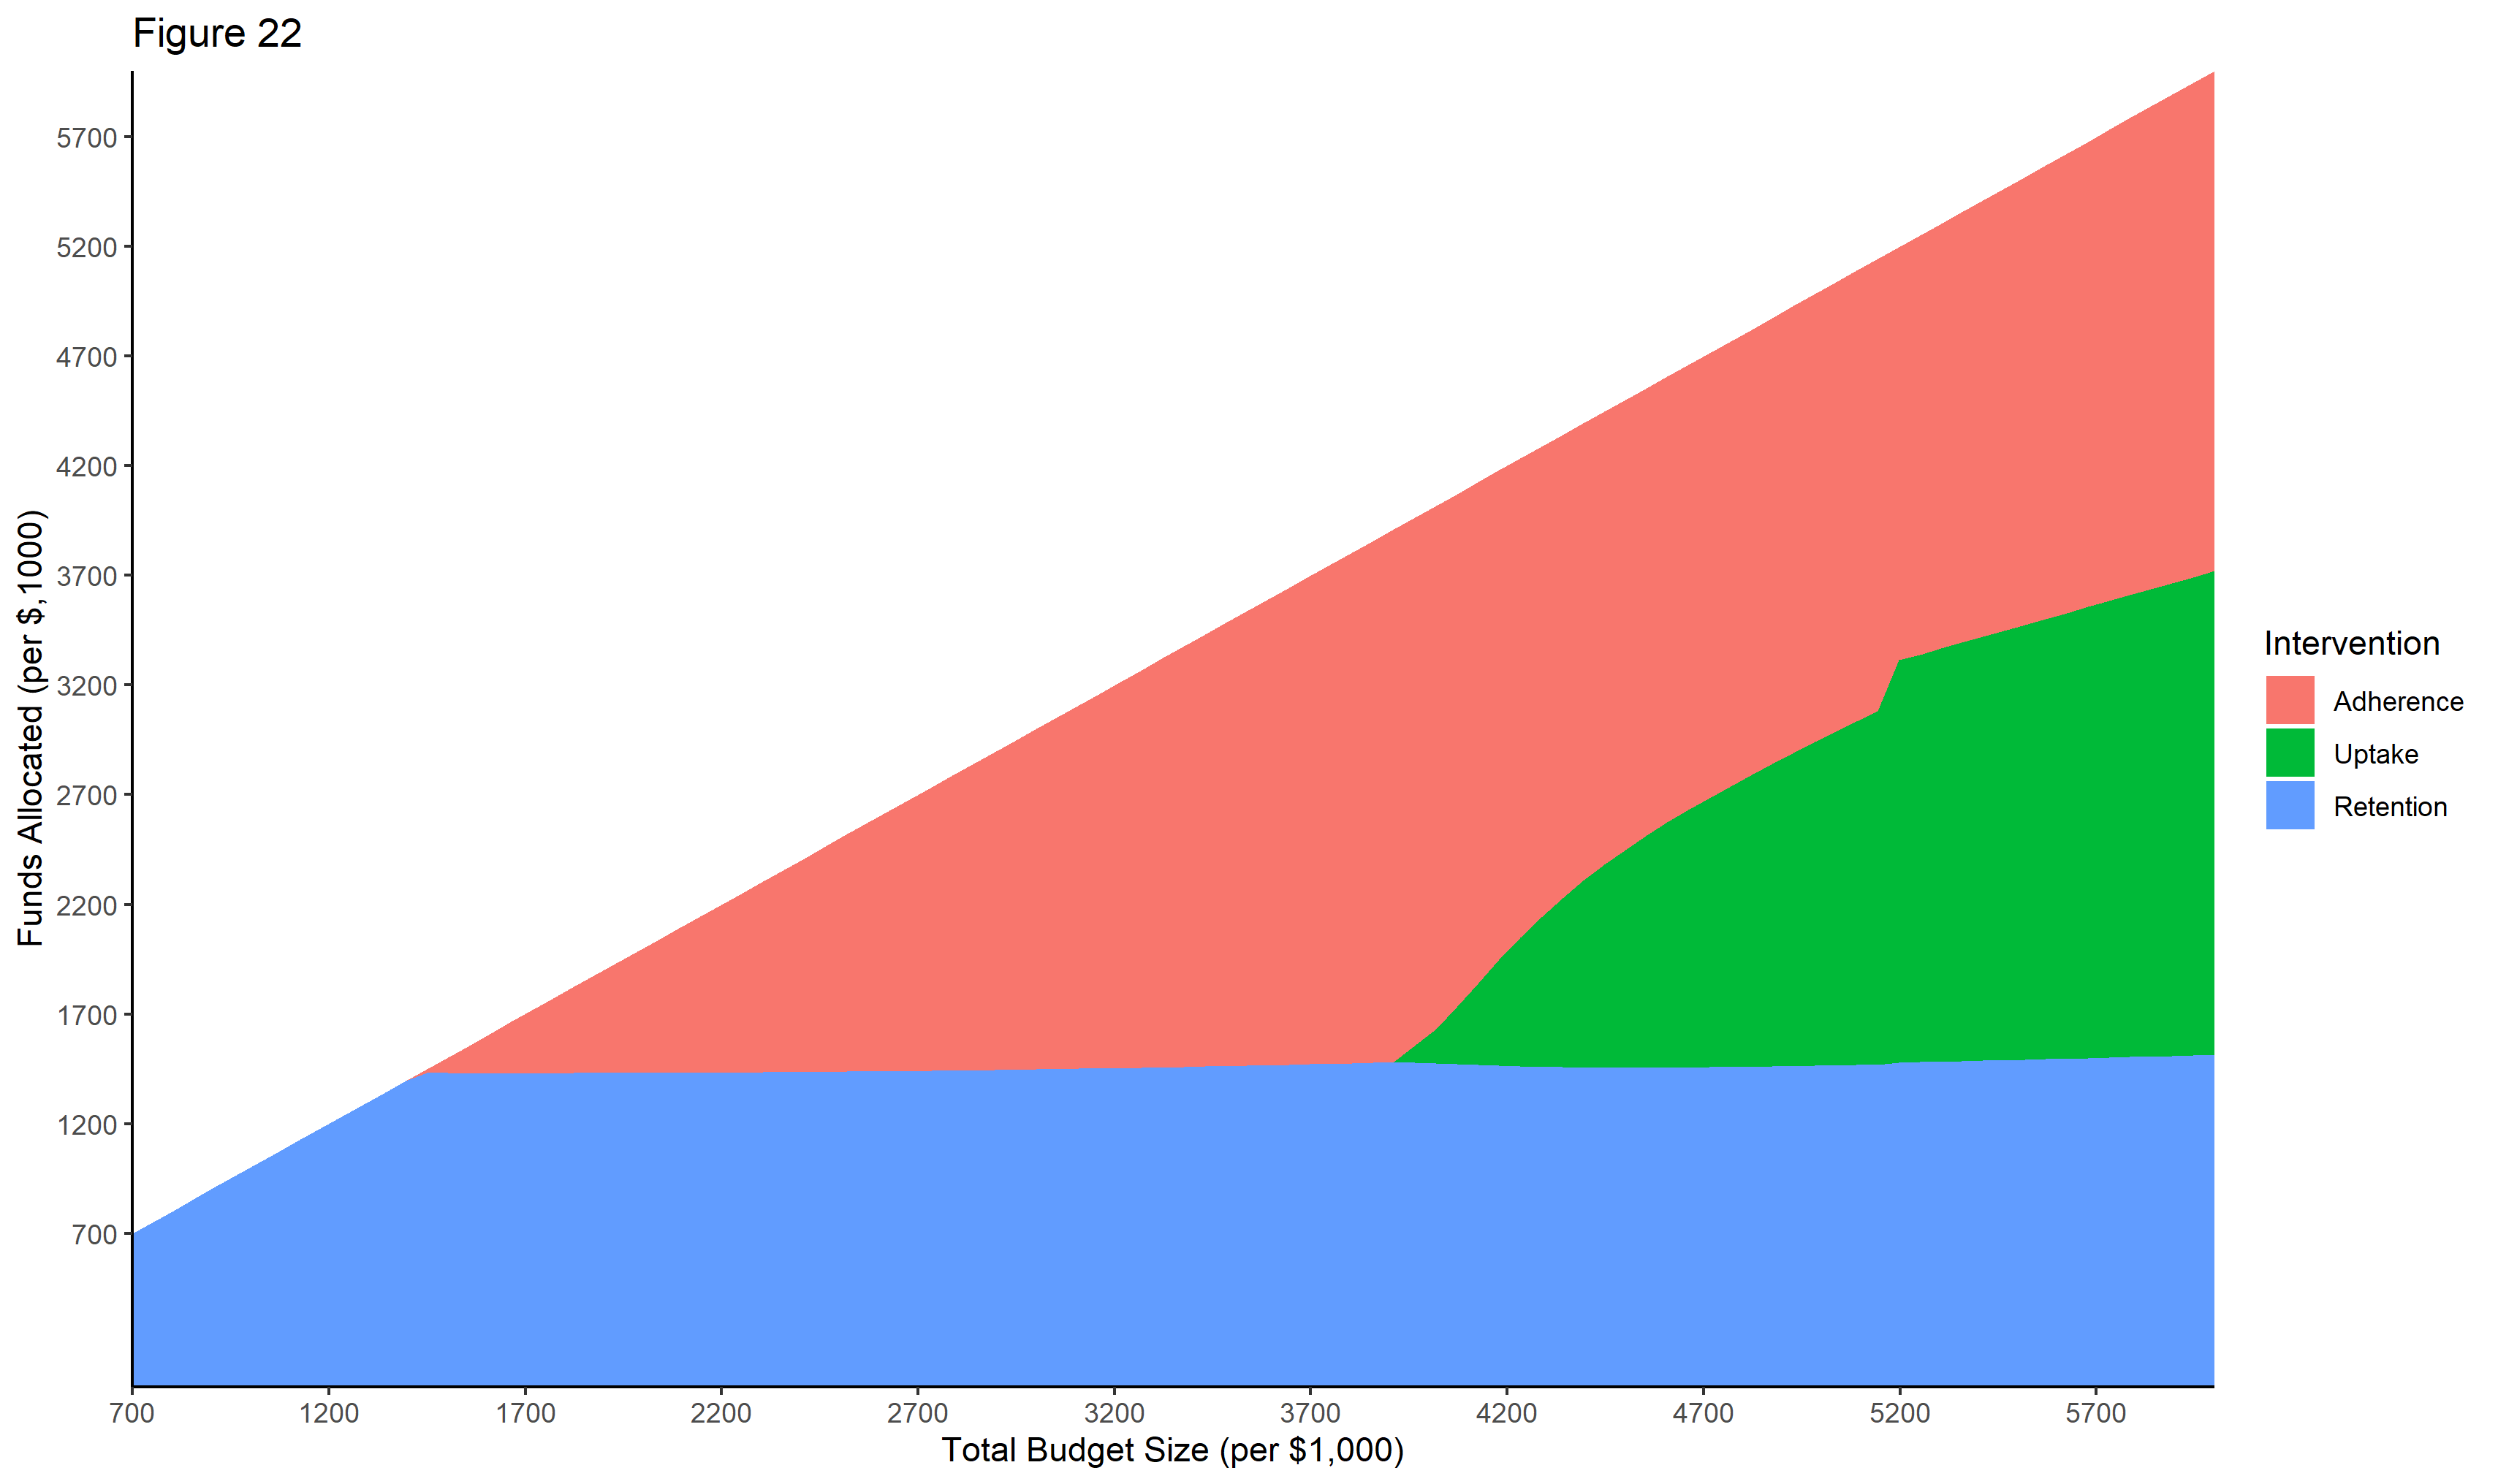 Figure 22
Funds Allocated (per $,1000)
5700
5200
4700
4200
3700
3200
2700
2200
1700
1200
700
700 1200 1700 2200 2700 3200 3700 4200 4700 5200 5700
Total Budget Size (per $1,000)
Intervention
Adherence
Uptake
Retention